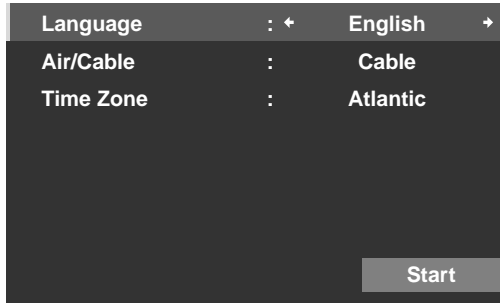 Language : ← English →
Air/Cable : Cable
Time Zone : Atlantic
Start